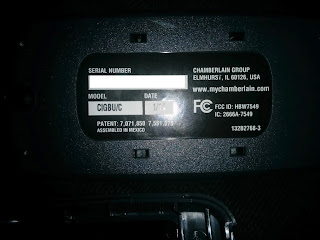 SERIAL NUMBER
MODEL DATE
CIGBU/C
PATENT: 7,071,850
ASSEMBLED IN MEXICO
CHAMBERLAIN GROUP
ELMHURST, IL 60126, USA
www.mychamberlain.com
FC FCC ID: HBW7549
IC: 2666A-7549
132B2768-3